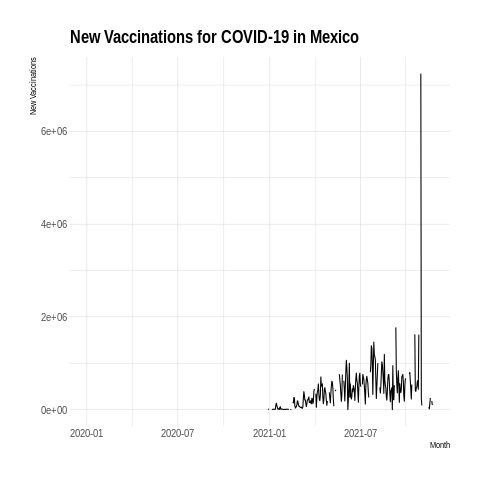 New Vaccinations for COVID-19 in Mexico
New Vaccinations
6e+06
4e+06
2e+06
0e+00
2020-01 2020-07 2021-01 2021-07
Month